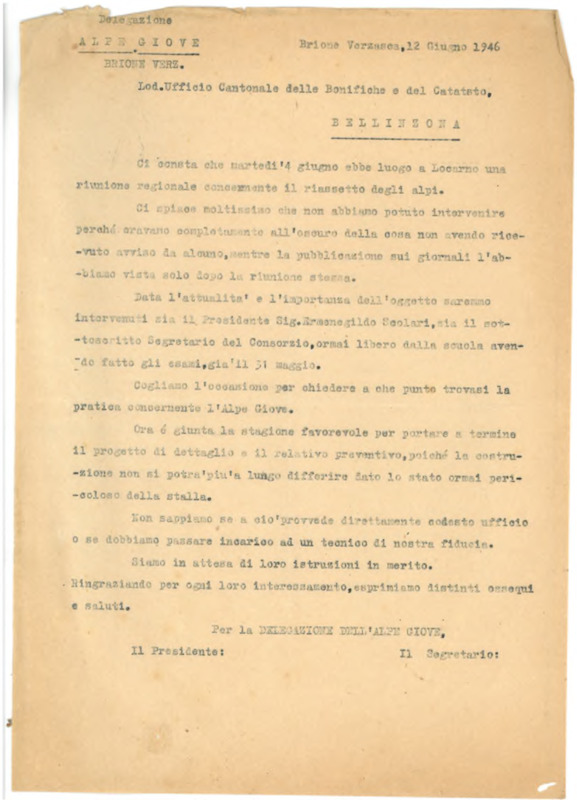 Delegazione
ALPE GIOVE
Brione Verzasca,12 Giugno 1946
BRIONE VERZ.
Lod.Ufficio Cantonale delle Bonifiche e del Catatsto,
BELLINZONA
Ci consta che martedi'4 giugno ebbe luogo a Locarno una
riunione regionale concernente il riassetto degli alpi.
Ci spiace moltissimo che non abbiamo potuto intervenire
perché eravamo completamente all'oscuro della cosa non avendo rice-
-vuto avviso da alcuno,mentre la pubblicazione sui giornali l'ab-
-biamo vista solo dopo la riunione stessa.
Data l'attualita' e l'importanza dell'oggetto saremmo
intervenuti sia il Presidente Sig.Ermenegildo Scolari,sia il sot-
-toscritto Segretario del Consorzio,ormai libero dalla scuola aven-
-do fatto gli esami,gia'il 31 maggio.
Cogliamo l'occasione per chiedere a che punto trovasi la
pratica concernente l'Alpe Giove.
Ora é giunta la stagione favorevole per portare a termine
il progetto di dettaglio e il relativo preventivo,poiché la costru-
-zione non si potra'piu'a lungo differire dato lo stato ormai peri-
-coloso della stalla.
Non sappiamo se a cio'provvede direttamente codesto ufficio
o se dobbiamo passare incarico ad un tecnico di nostra fiducia.
Siamo in attesa di loro istruzioni in merito.
Ringraziando per ogni loro interessamento,esprimiamo distinti ossequi
e saluti.
Per la DELEGAZIONE DELL'ALPE GIOVE,
Il Presidente:
Il Segretario: